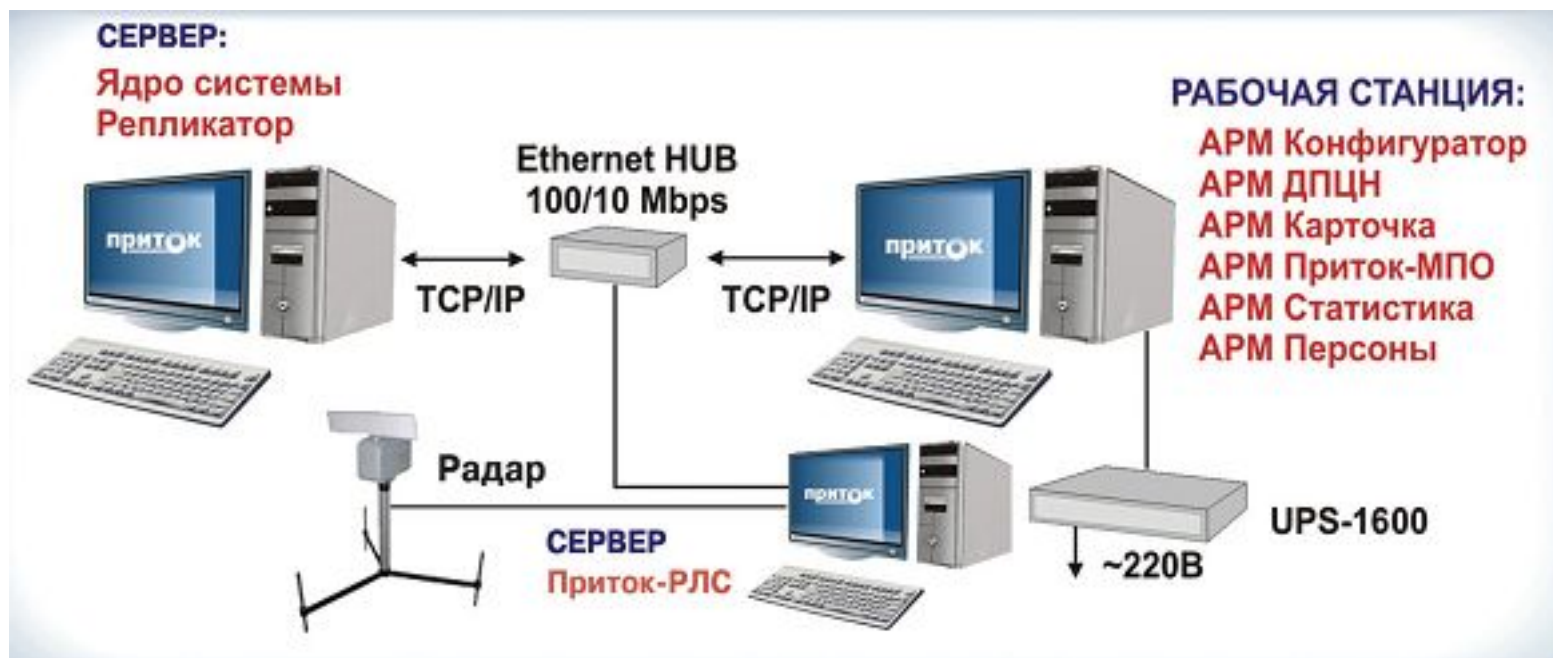 СЕРВЕР:
Ядро системы
Репликатор
РАБОЧАЯ СТАНЦИЯ:
АРМ Конфигуратор
АРМ ДПЦН
АРМ Карточка
АРМ Приток-МПО
АРМ Статистика
АРМ Персоны
Ethernet HUB
100/10 Mbps
приток
приток
TCP/IP
TCP/IP
Радар
приток
СЕРВЕР
Приток-РЛС
UPS-1600
~220В